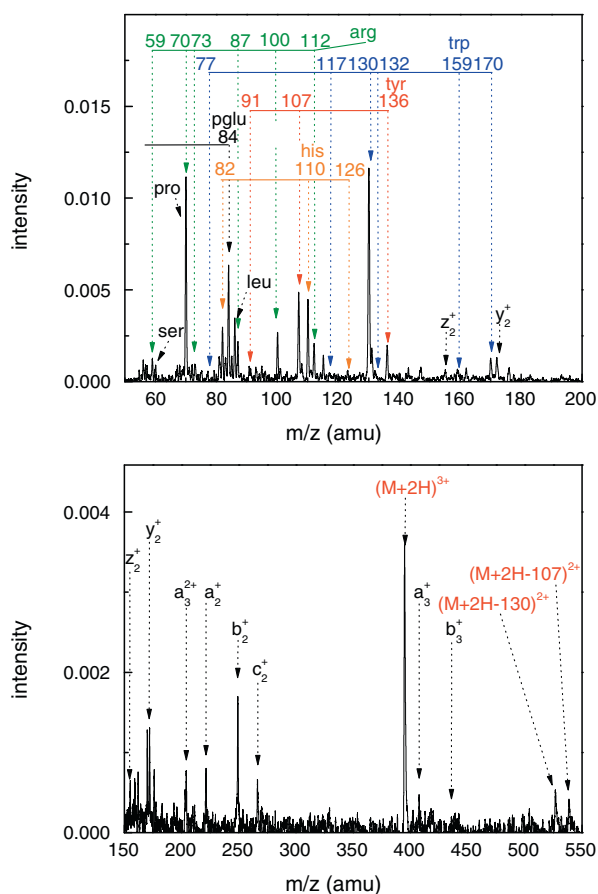 arg
59 70 73 87 100 112
trp
77 117 130 132 159 170
tyr
91 107 136
pglu
84
his
82 110 126
pro
leu
ser
z2+
y2+
0.015
0.010
0.005
0.000
intensity
60 80 100 120 140 160 180 200
m/z (amu)
(M+2H)3+
z2+
y2+
a32+
a2+
b2+
c2+
a3+
b3+
(M+2H-107)2+
(M+2H-130)2+
0.004
0.002
0.000
intensity
150 200 250 300 350 400 450 500 550
m/z (amu)